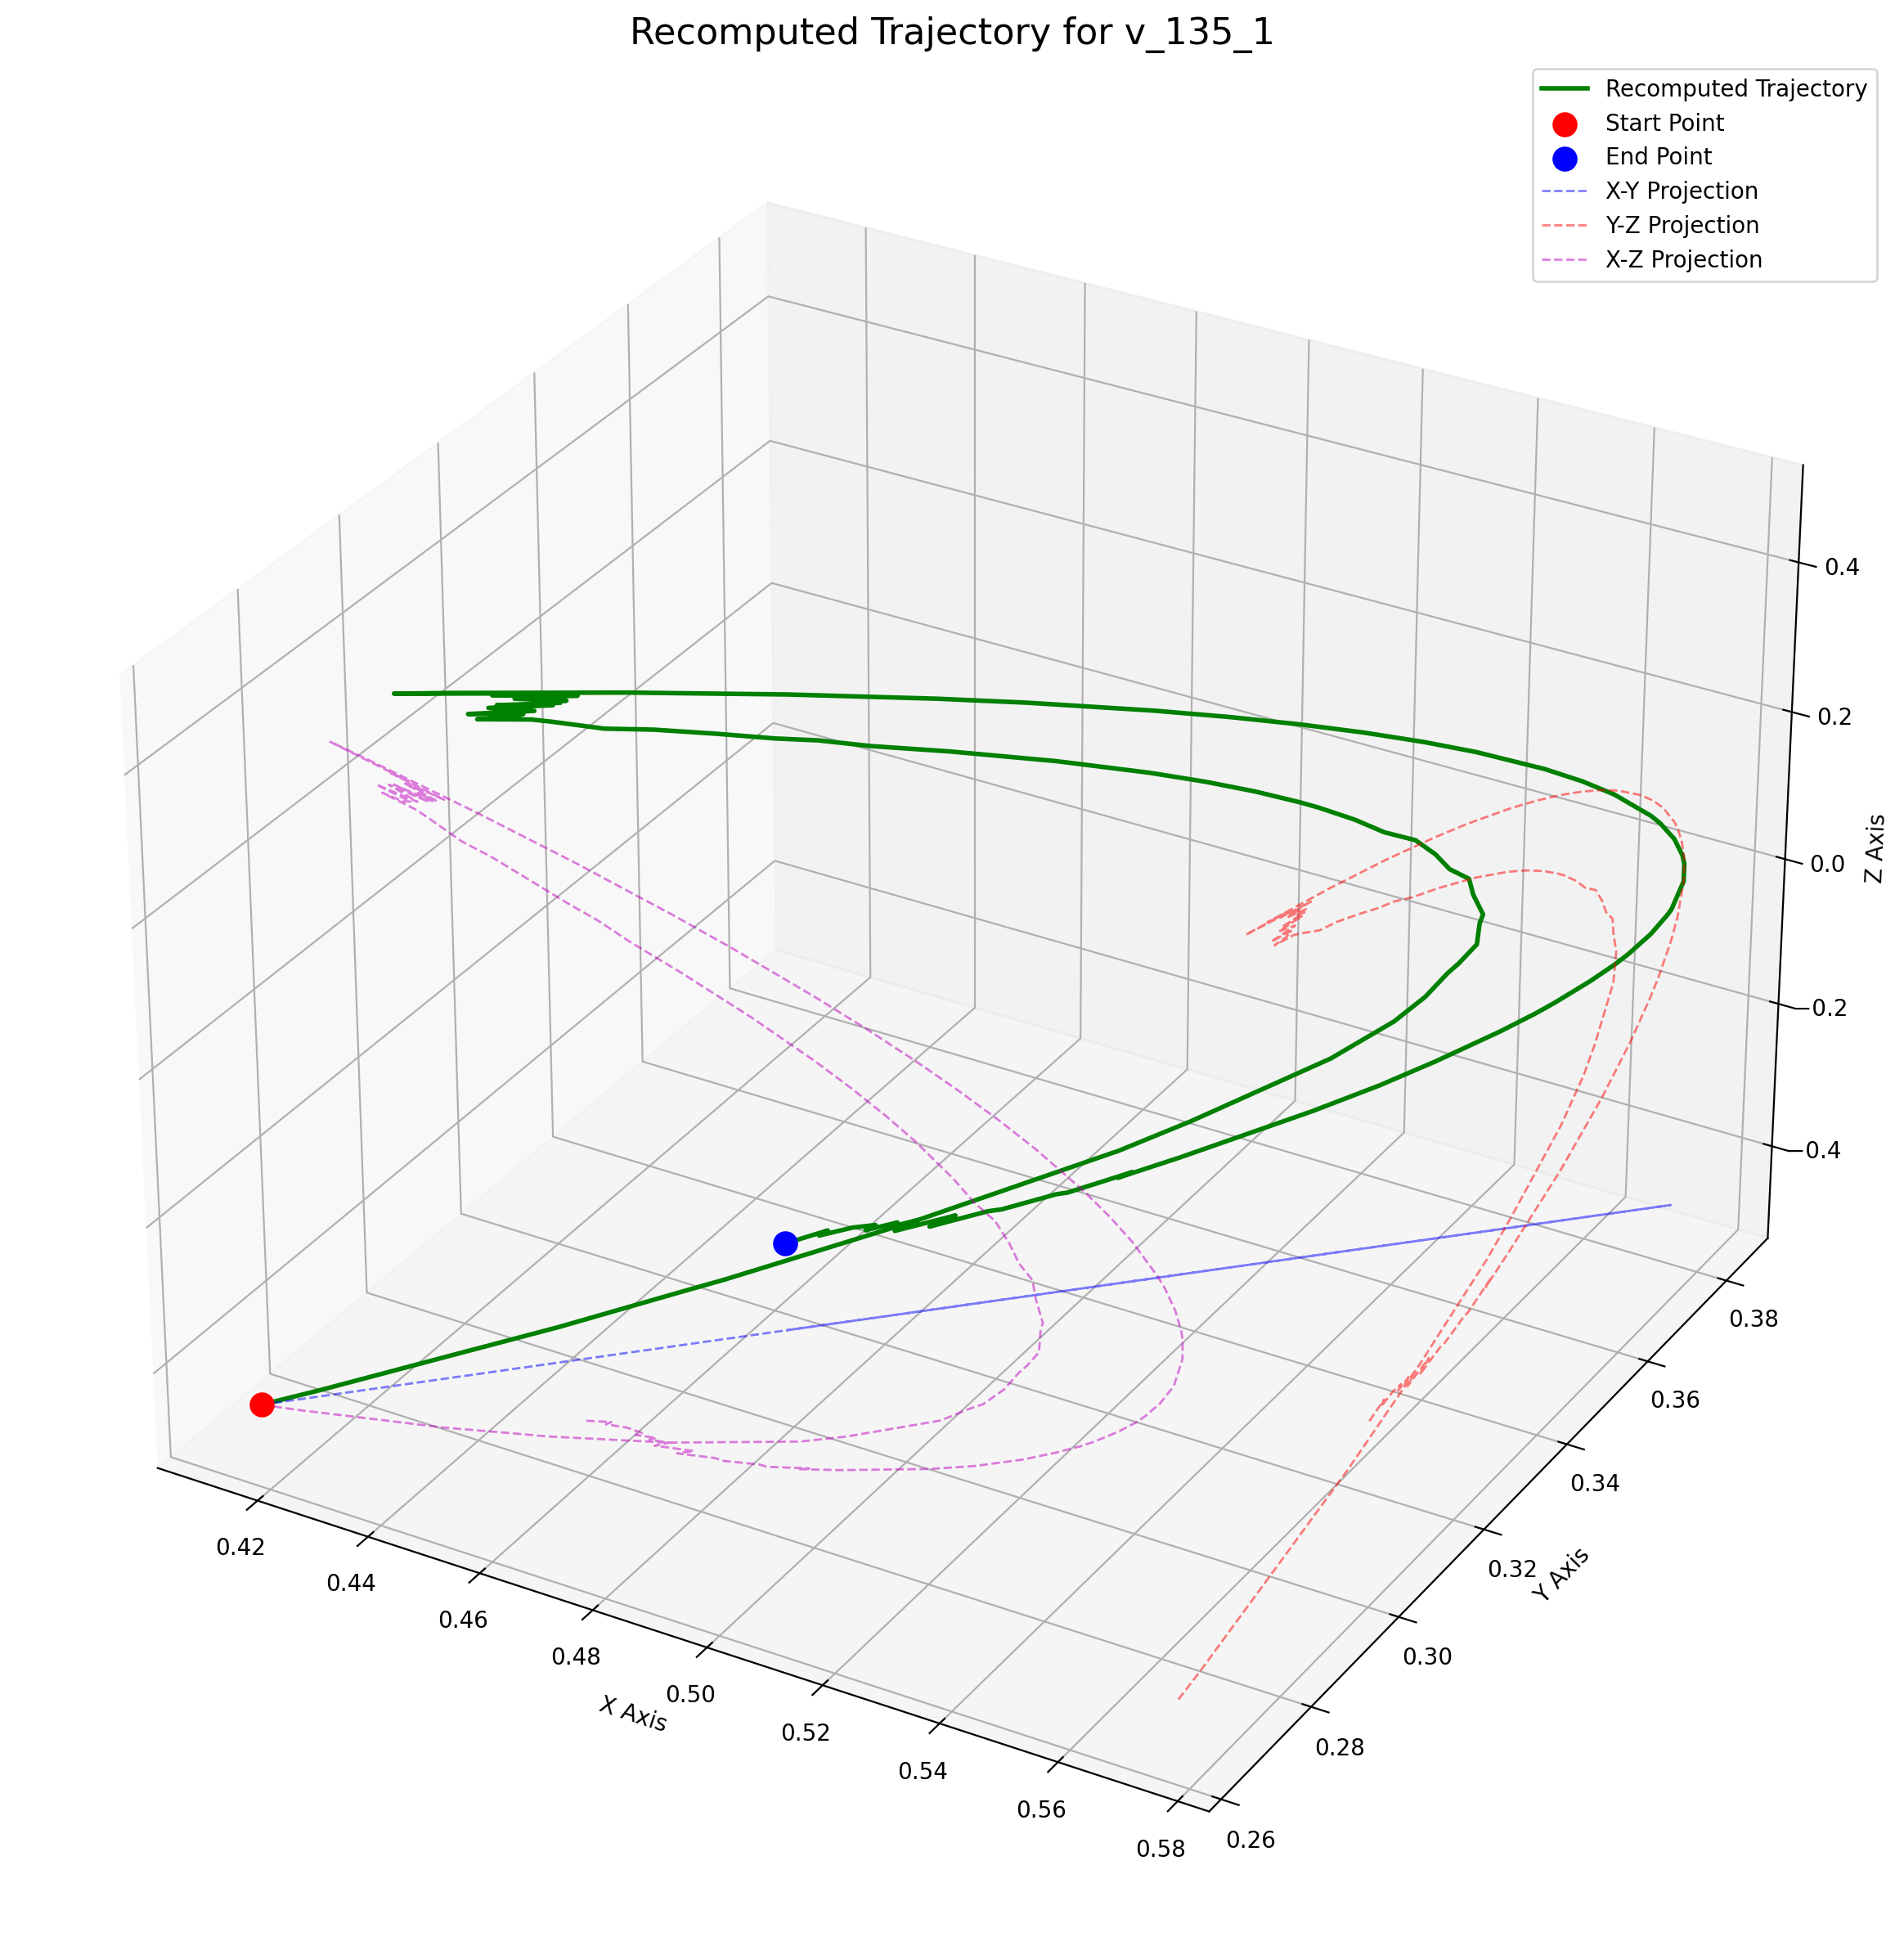 Recomputed Trajectory for v_135_1
Recomputed Trajectory
Start Point
End Point
X-Y Projection
Y-Z Projection
X-Z Projection
0.4
0.2
0.0
−0.2
−0.4
Z Axis
0.38
0.36
0.34
0.32
0.30
0.28
0.26
Y Axis
0.42
0.44
0.46
0.48
0.50
0.52
0.54
0.56
0.58
X Axis